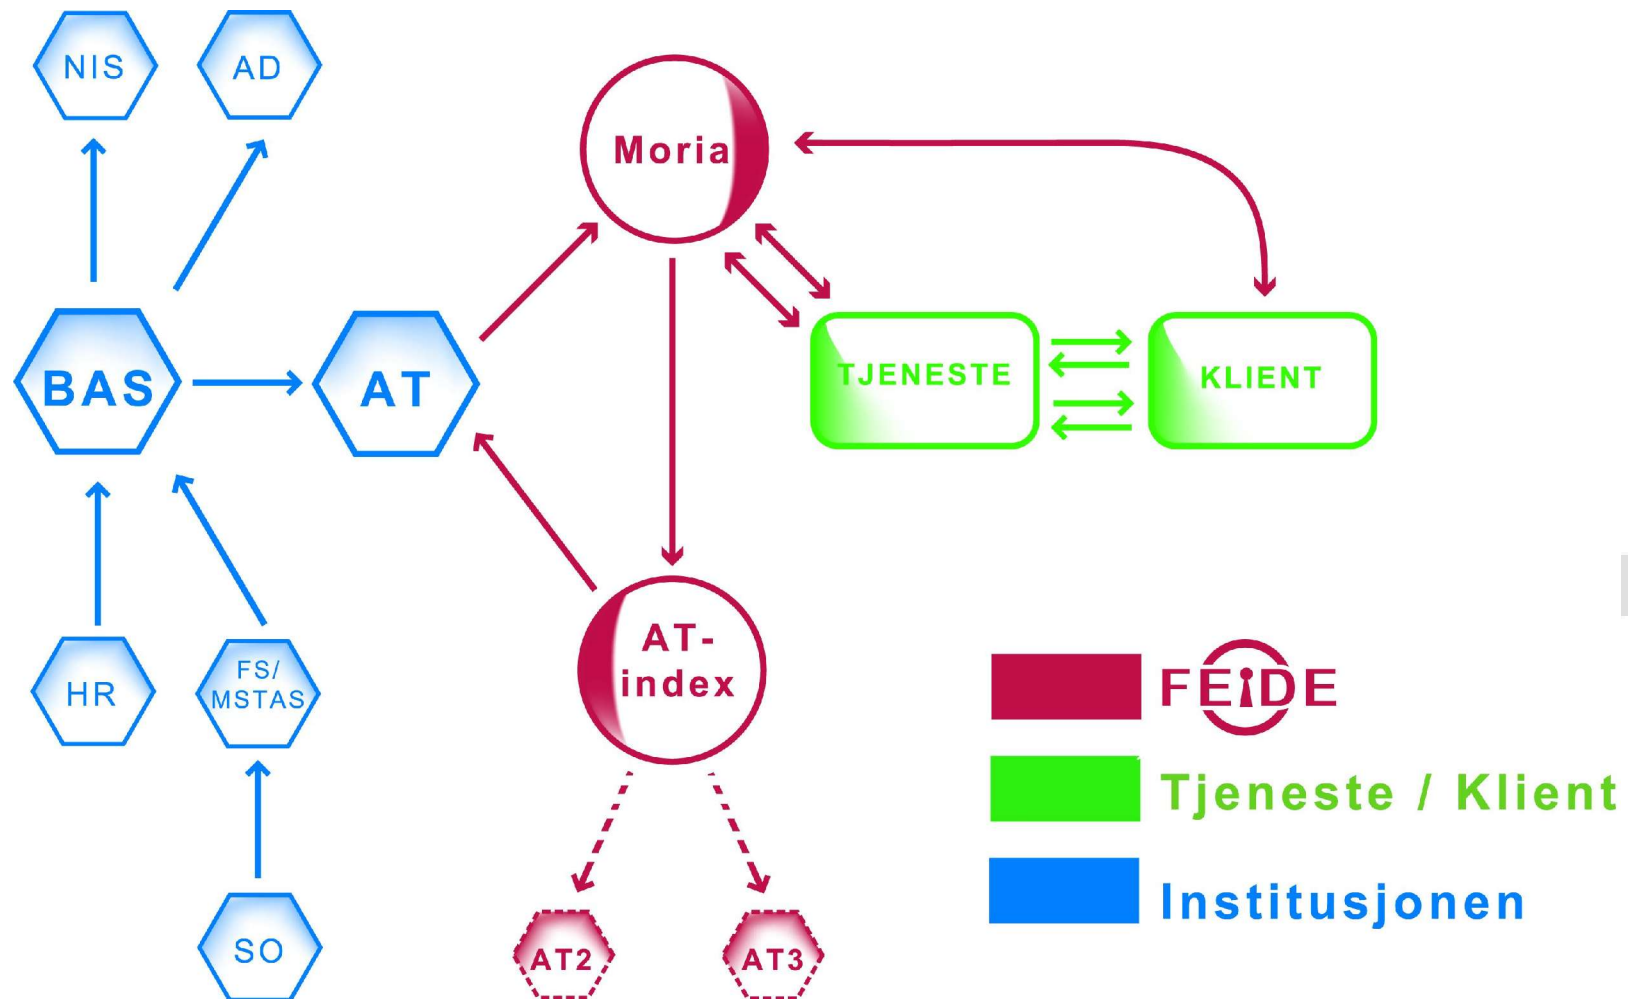 NIS
AD
Moria
BAS
AT
TJENESTE
KLIENT
HR
FS/
MSTAS
AT-
index
SO
AT2
AT3
FEIDE
Tjeneste / Klient
Institusjonen